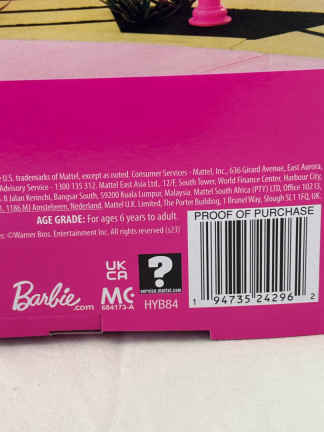 U.S. trademarks of Mattel, except as noted. Consumer Services - Mattel, Inc., 636 Girard Avenue, East Aurora,
Advisory Service - 1300 135 312. Mattel East Asia Ltd., 12/F, South Tower, World Finance Center, Harbour City,
8 Jalan Kerinchi, Bangsar South, 59200 Kuala Lumpur, Malaysia. Mattel South Africa (PTY) LTD, Office 102 I3,
1186 MJ Amstelveen, Nederland. Mattel U.K. Limited, The Porter Building, 1 Brunel Way, Slough SL1 1FQ, UK.
AGE GRADE: For ages 6 years to adult.
©Warner Bros. Entertainment Inc. All rights reserved (s23)
PROOF OF PURCHASE
UK
CA
?
service.mattel.com
Barbie.com
MC
684173-A
HYB84
1 94735 24296 2